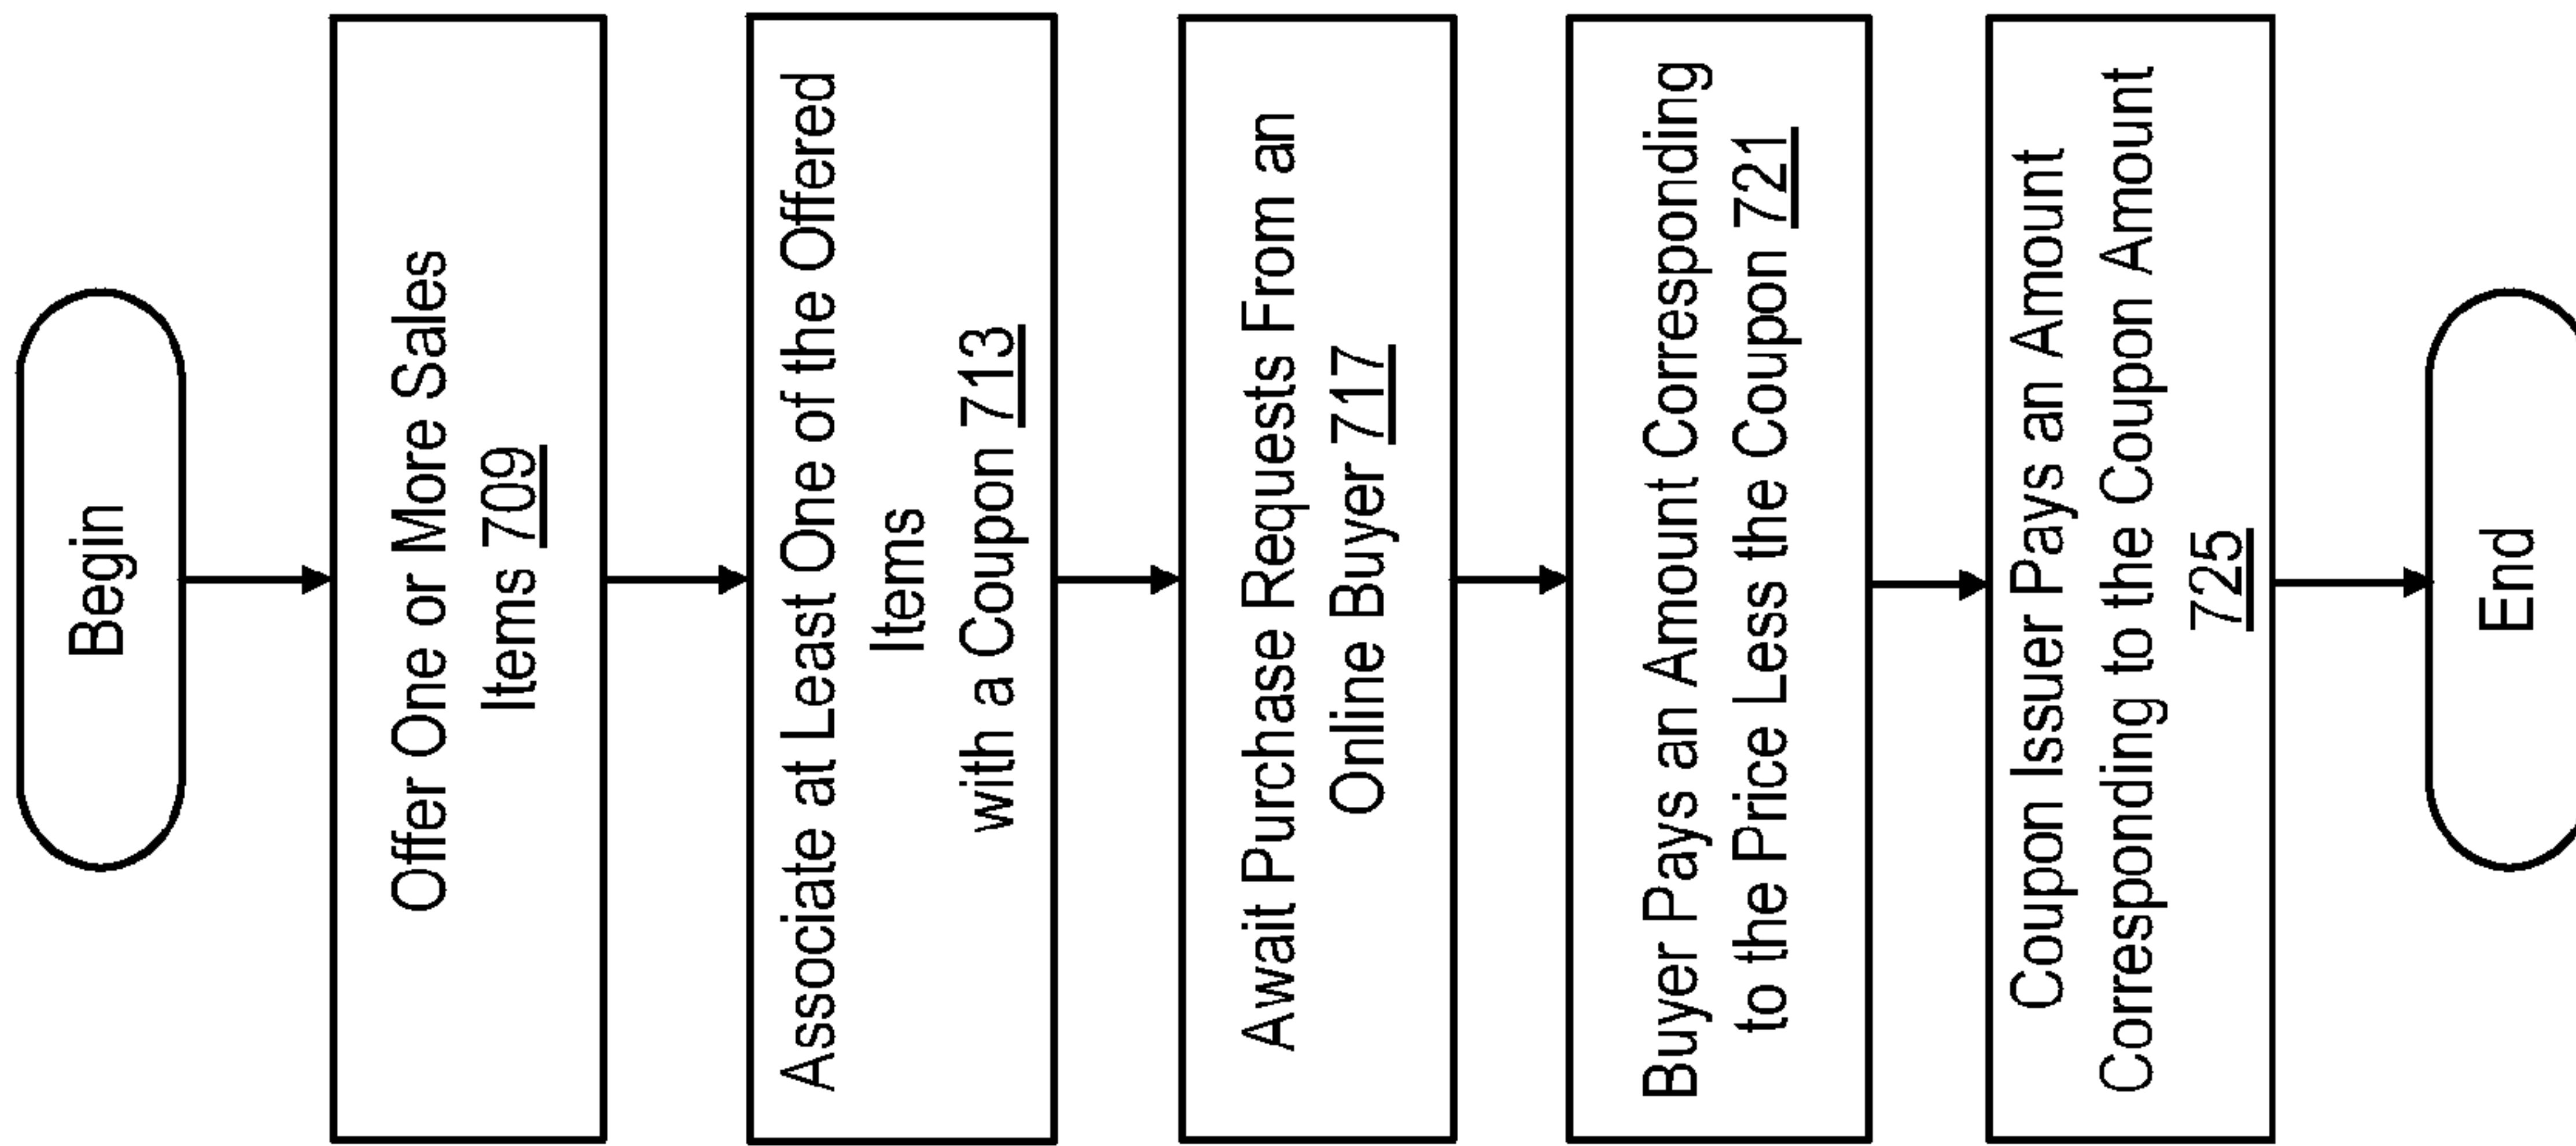 Begin
Offer One or More Sales
Items 709
Associate at Least One of the Offered
Items
with a Coupon 713
Await Purchase Requests From an
Online Buyer 717
Buyer Pays an Amount Corresponding
to the Price Less the Coupon 721
Coupon Issuer Pays an Amount
Corresponding to the Coupon Amount
725
End